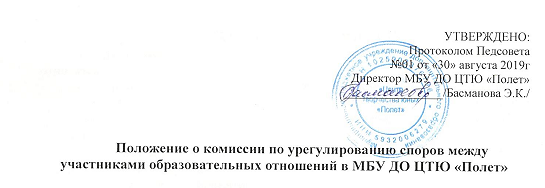 УТВЕРЖДЕНО:
Протоколом Педсовета
№01 от «30» августа 2019г
Директор МБУ ДО ЦТЮ «Полет»
/Басманова Э.К./
«Полет»
Положение о комиссии по урегулированию споров между
участниками образовательных отношений в МБУ ДО ЦТЮ «Полет»